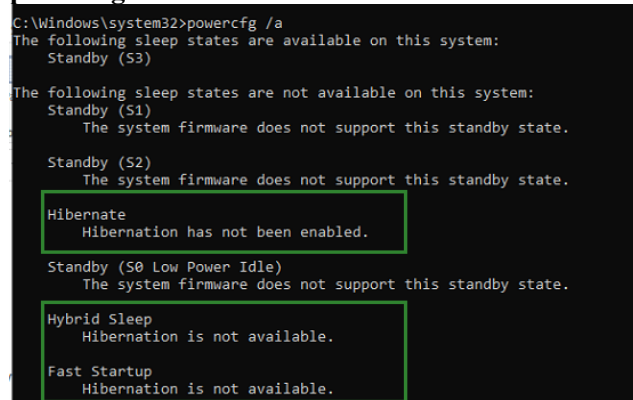 C:\Windows\system32>powercfg /a
The following sleep states are available on this system:
Standby (S3)
The following sleep states are not available on this system:
Standby (S1)
The system firmware does not support this standby state.
Standby (S2)
The system firmware does not support this standby state.
Hibernate
Hibernation has not been enabled.
Standby (S0 Low Power Idle)
The system firmware does not support this standby state.
Hybrid Sleep
Hibernation is not available.
Fast Startup
Hibernation is not available.